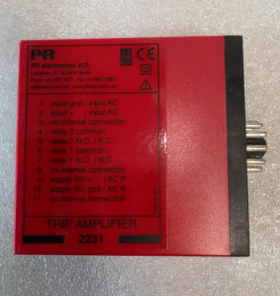 PR
PR electronics A/S
1 input gnd / input AC
2 input + / input AC
3 no internal connection
4 relay 2 common
5 relay 2 N.O. / N.C.
6 relay 1 common
7 relay 1 N.O. / N.C.
8 no internal connection
9 supply DC + / AC P
10 supply DC gnd / AC N
11 no internal connection
TRIP AMPLIFIER
2231